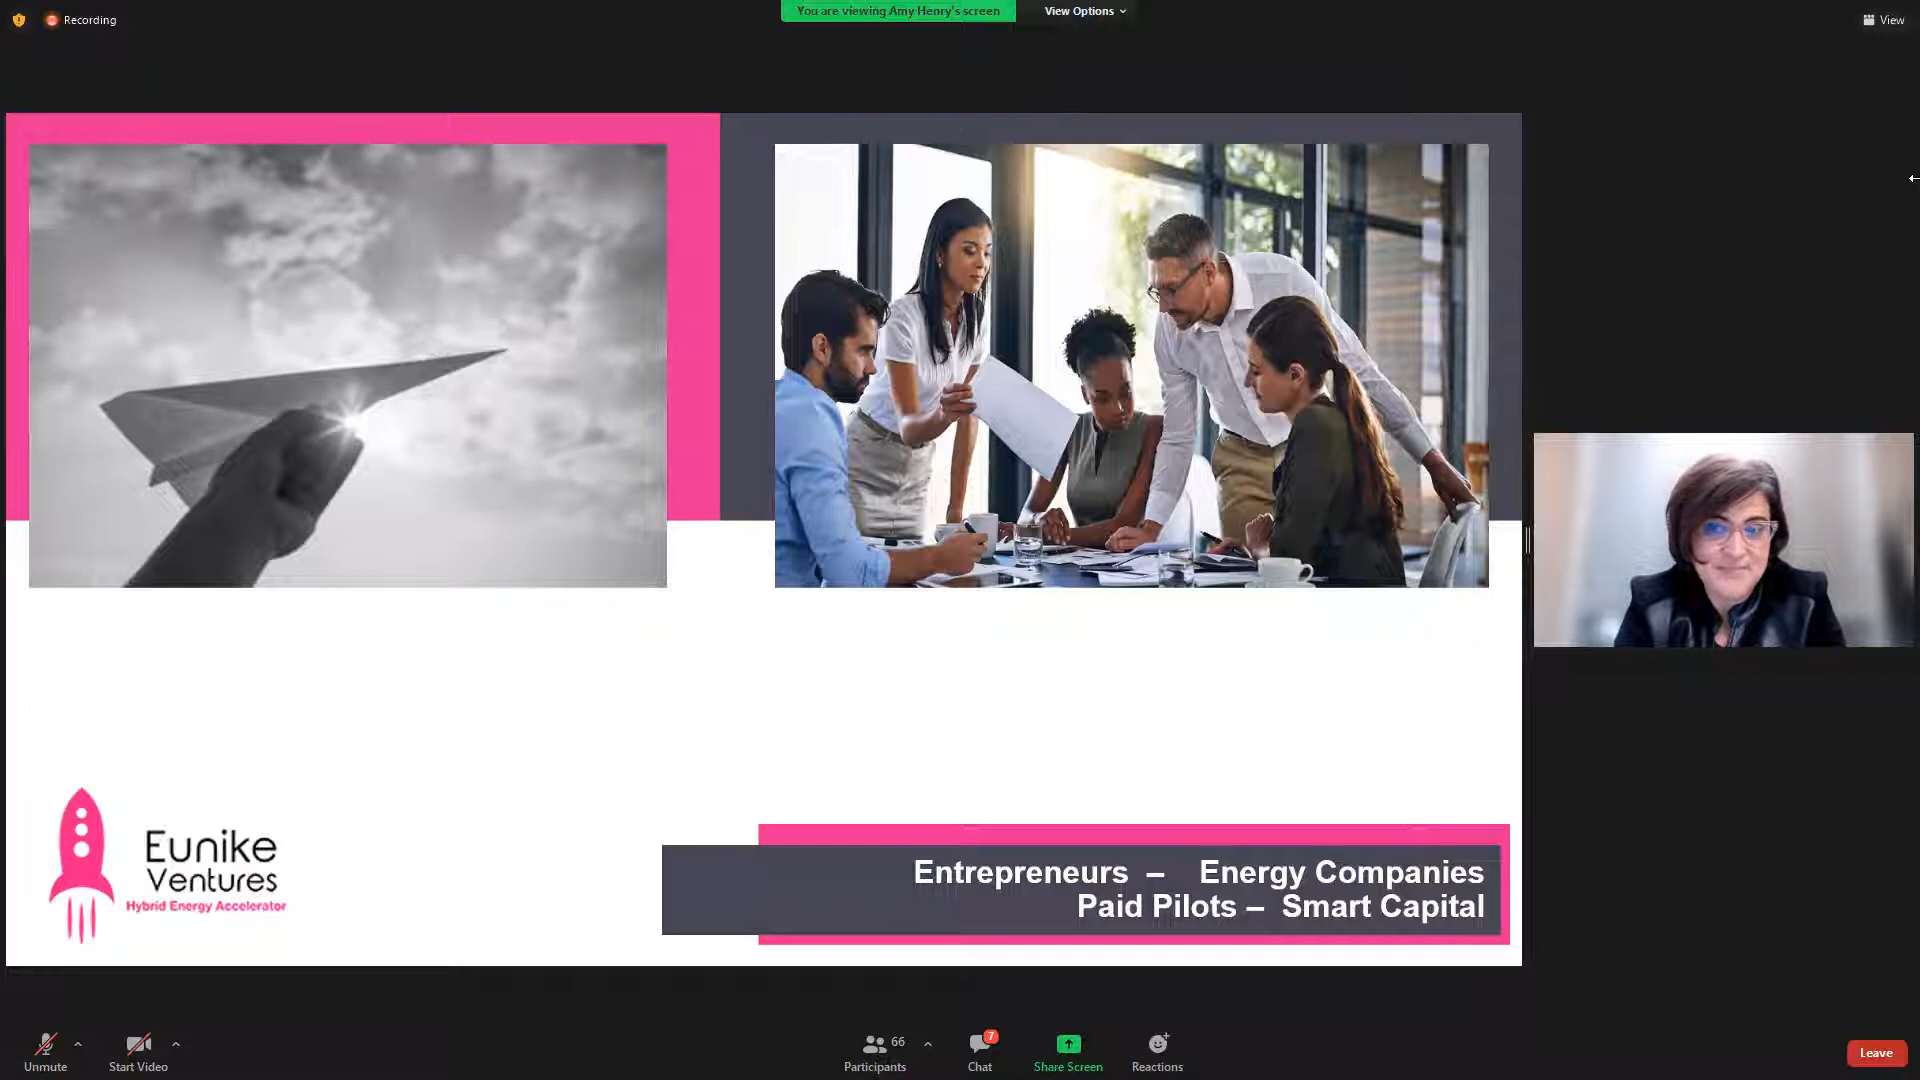 Recording
You are viewing Amy Henry's screen
View Options
View
Eunike
Ventures
Hybrid Energy Accelerator
Entrepreneurs – Energy Companies
Paid Pilots – Smart Capital
Unmute
Start Video
66
Participants
7
Chat
Share Screen
Reactions
Leave